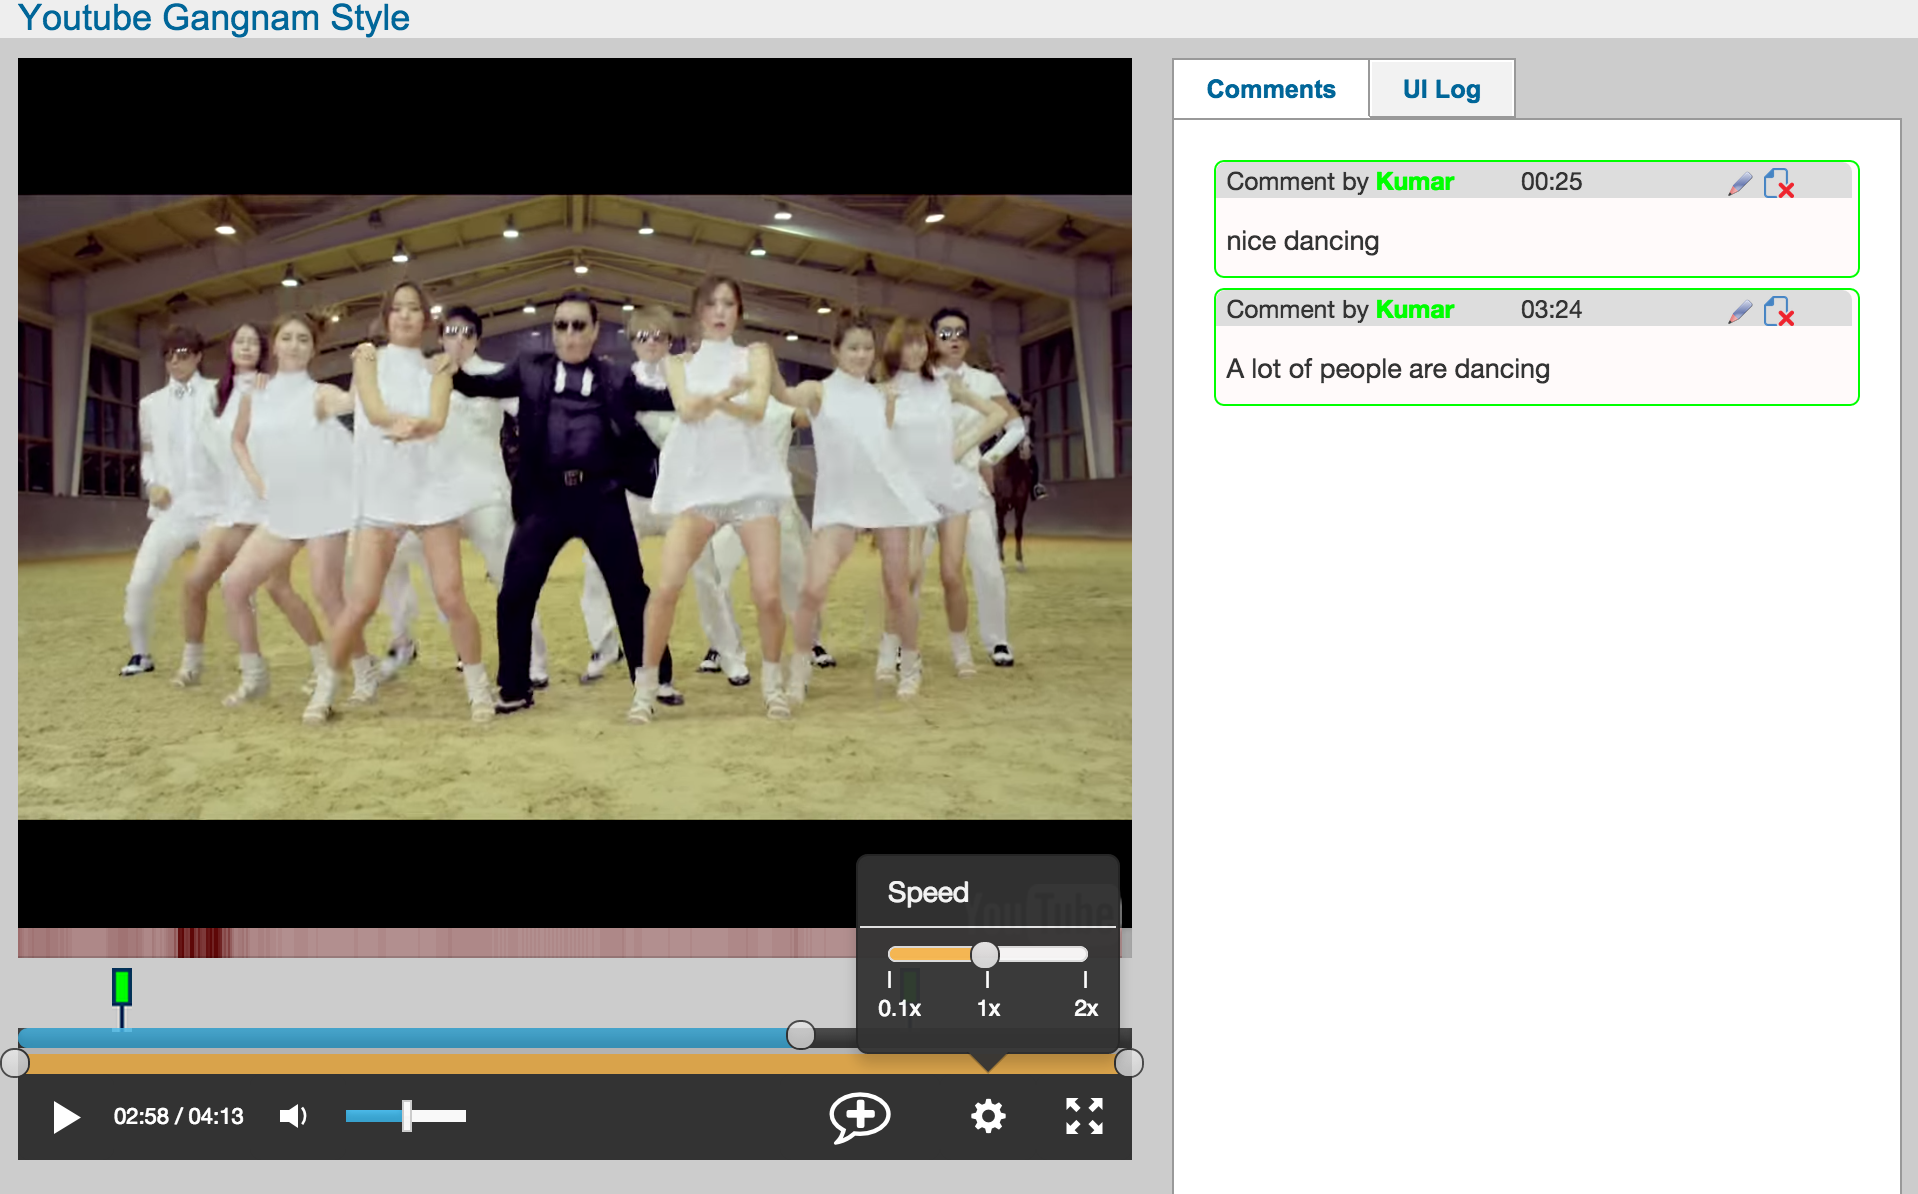 Youtube Gangnam Style
Comments
UI Log
Comment by Kumar 00:25
nice dancing
Comment by Kumar 03:24
A lot of people are dancing
Speed
YouTube
0.1x 1x 2x
02:58 / 04:13